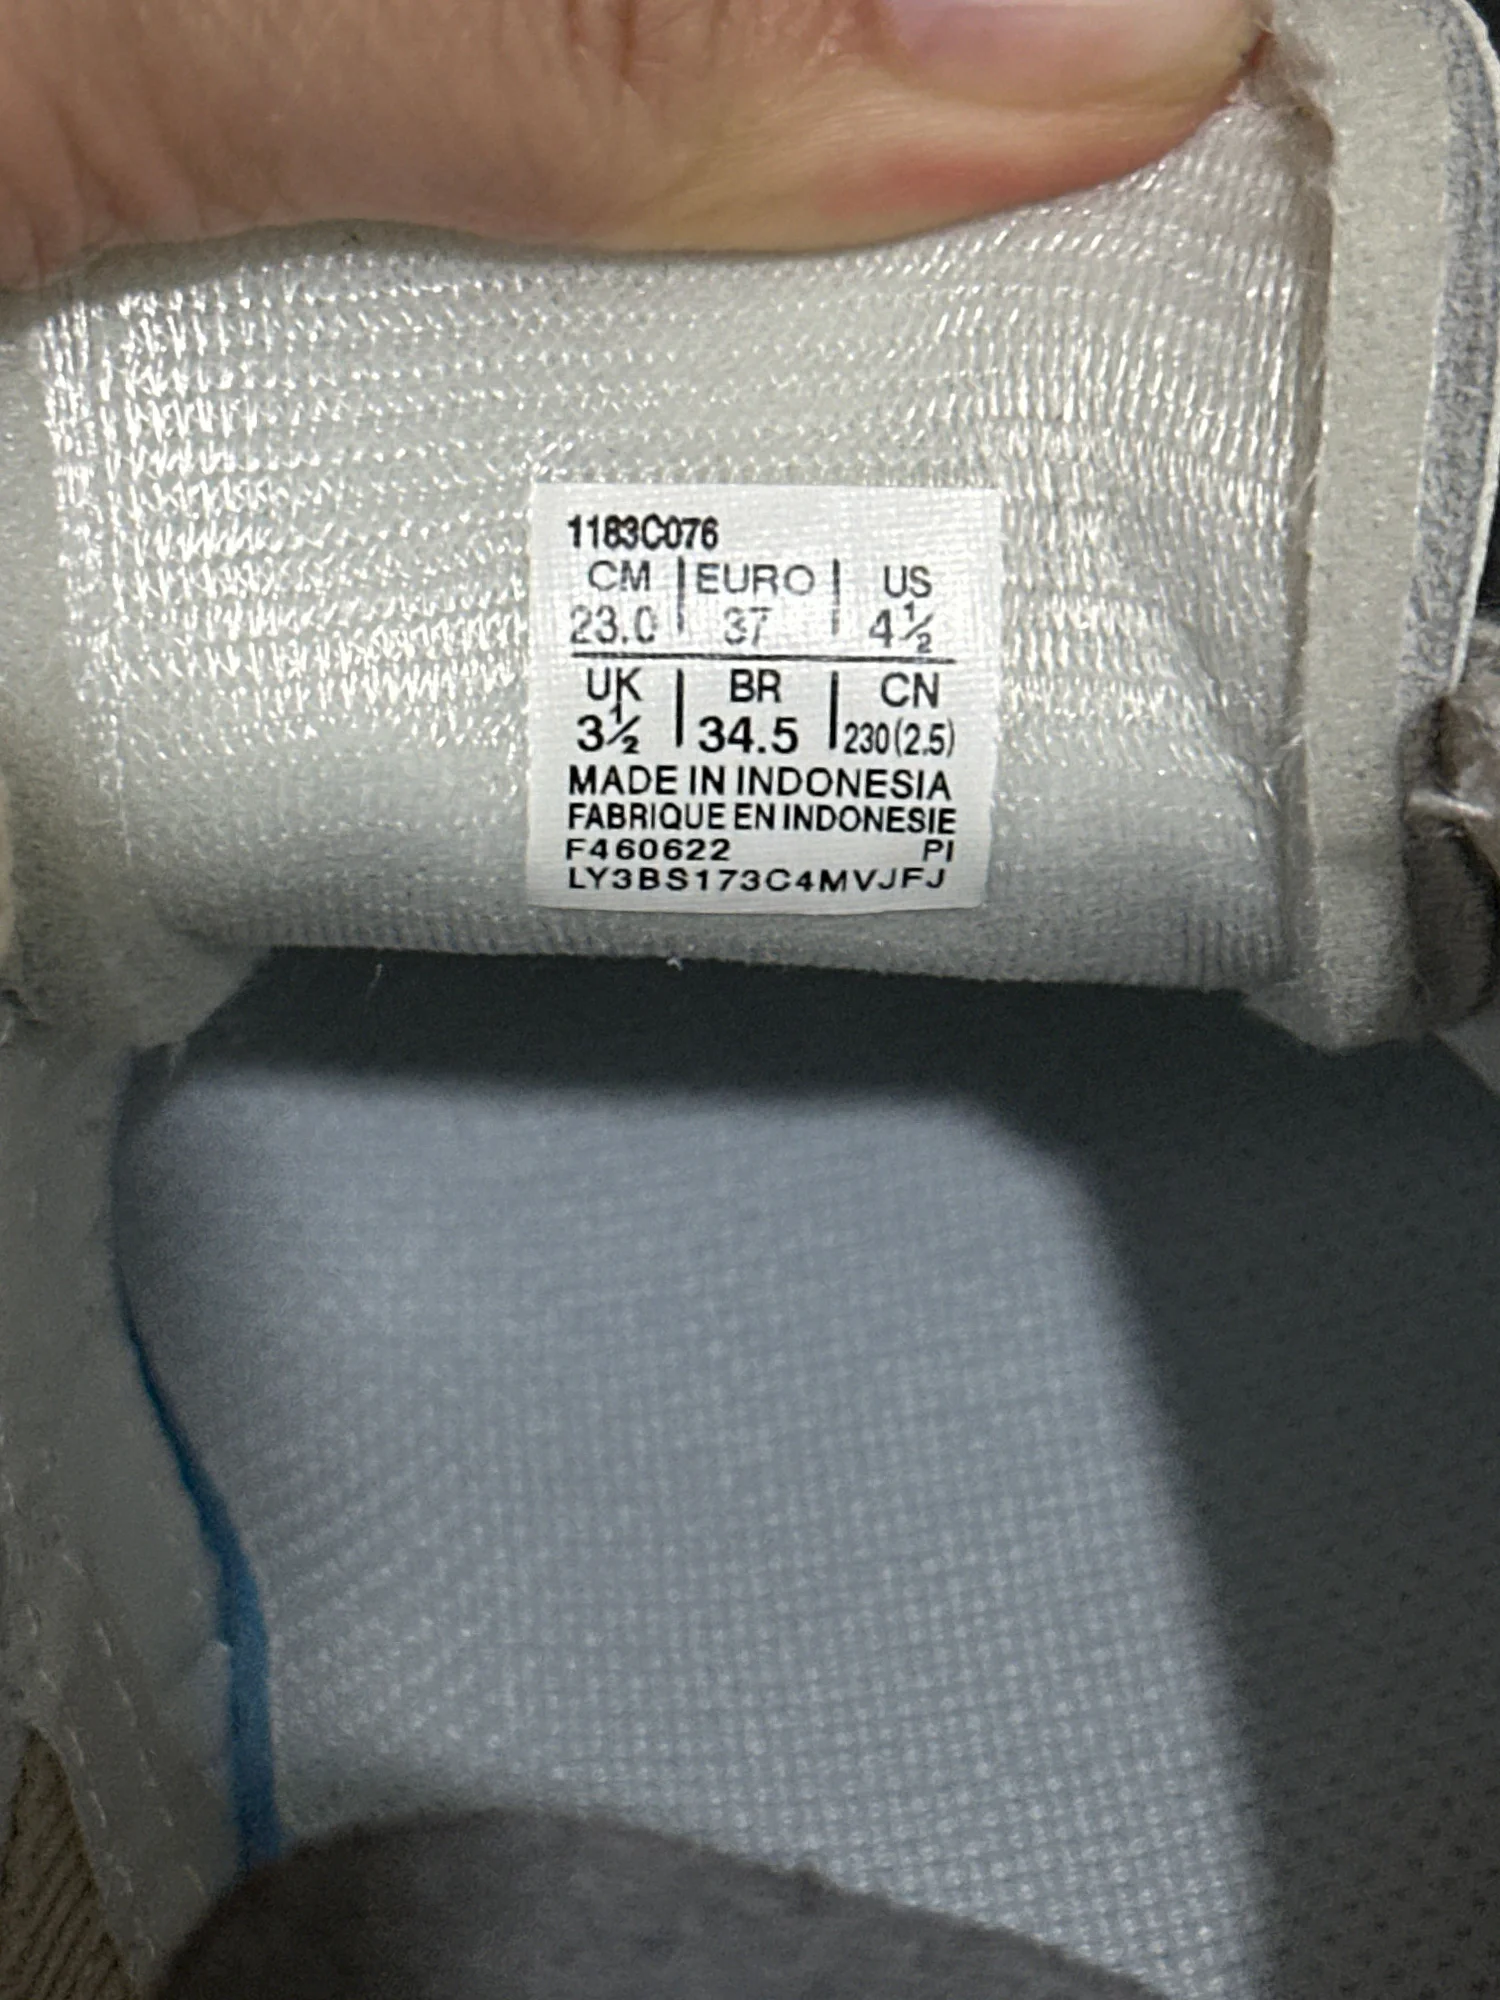 1183C076
CM | EURO | US
23.0 | 37 | 4½
UK | BR | CN
3½ | 34.5 | 230(2.5)
MADE IN INDONESIA
FABRIQUE EN INDONESIE
F460622 PI
LY3BS173C4MVJFJ